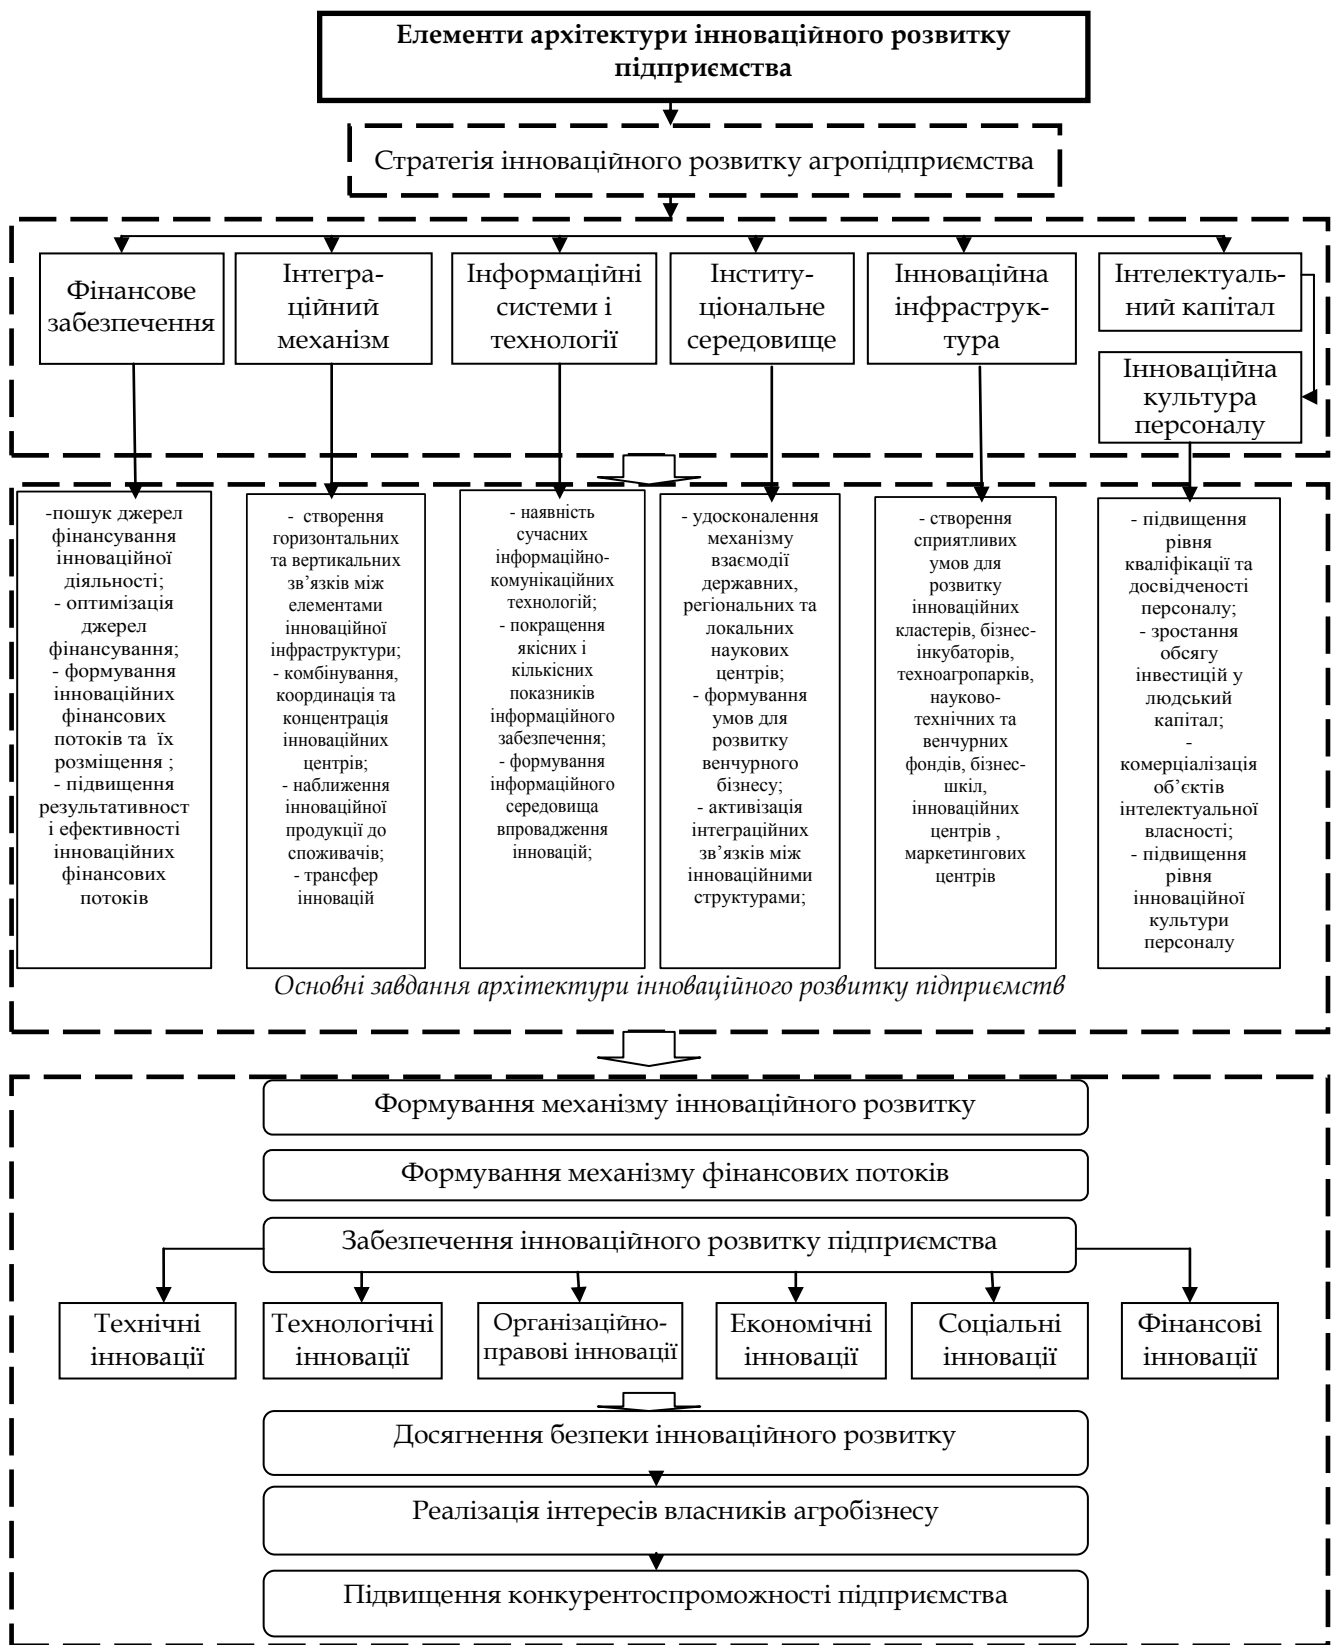 Елементи архітектури інноваційного розвитку
підприємства
Стратегія інноваційного розвитку агропідприємства
Фінансове
забезпечення
Інтегра-
ційний
механізм
Інформаційні
системи і
технології
Інститу-
ціональне
середовище
Інноваційна
інфраструк-
тура
Інтелектуаль-
ний капітал
Інноваційна
культура
персоналу
-пошук джерел
фінансування
інноваційної
діяльності;
- оптимізація
джерел
фінансування;
- формування
інноваційних
фінансових
потоків та їх
розміщення ;
- підвищення
результативност
і ефективності
інноваційних
фінансових
потоків
- створення
горизонтальних
та вертикальних
зв’язків між
елементами
інноваційної
інфраструктури;
- комбінування,
координація та
концентрація
інноваційних
центрів;
- наближення
інноваційної
продукції до
споживачів;
- трансфер
інновацій
- наявність
сучасних
інформаційно-
комунікаційних
технологій;
- покращення
якісних і
кількісних
показників
інформаційного
забезпечення;
- формування
інформаційного
середовища
впровадження
інновацій;
- удосконалення
механізму
взаємодії
державних,
регіональних та
локальних
наукових
центрів;
- формування
умов для
розвитку
венчурного
бізнесу;
- активізація
інтеграційних
зв’язків між
інноваційними
структурами;
- створення
сприятливих
умов для
розвитку
інноваційних
кластерів, бізнес-
інкубаторів,
техноагропарків,
науково-
технічних та
венчурних
фондів, бізнес-
шкіл,
інноваційних
центрів ,
маркетингових
центрів
- підвищення
рівня
кваліфікації та
досвідченості
персоналу;
- зростання
обсягу
інвестицій у
людський
капітал;
-
комерціалізація
об’єктів
інтелектуальної
власності;
- підвищення
рівня
інноваційної
культури
персоналу
Основні завдання архітектури інноваційного розвитку підприємств
Формування механізму інноваційного розвитку
Формування механізму фінансових потоків
Забезпечення інноваційного розвитку підприємства
Технічні
інновації
Технологічні
інновації
Організаційно-
правові інновації
Економічні
інновації
Соціальні
інновації
Фінансові
інновації
Досягнення безпеки інноваційного розвитку
Реалізація інтересів власників агробізнесу
Підвищення конкурентоспроможності підприємства